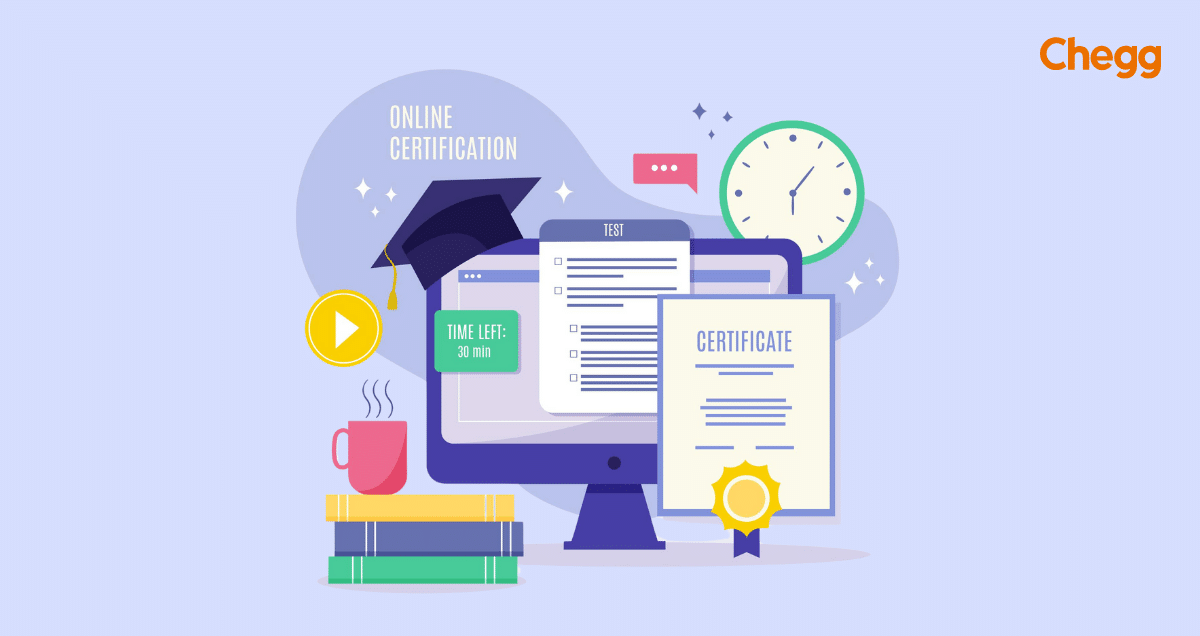 Chegg
ONLINE
CERTIFICATION
TEST
TIME LEFT:
30 min
CERTIFICATE